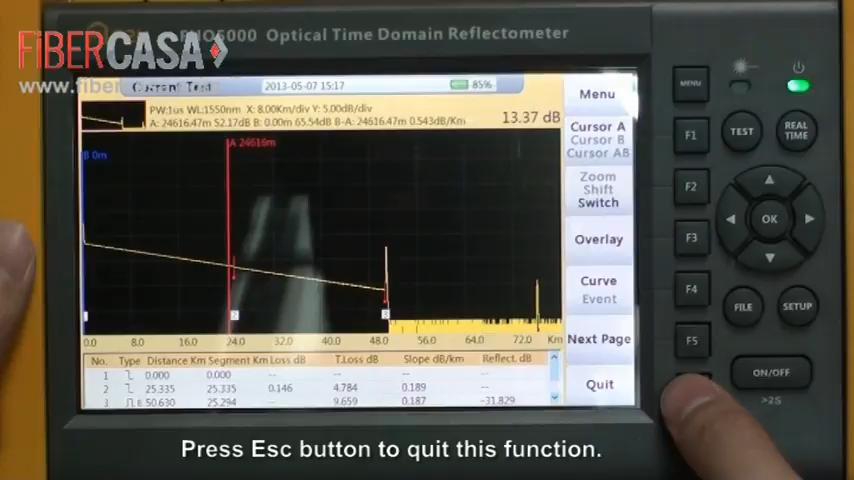 FiBERCASA
www.fiber
5000 Optical Time Domain Reflectometer
Current Test
2013-05-07 15:17
85%
Menu
PW:1us WL:1550nm X: 8.00Km/div Y: 5.00dB/div
A: 24616.47m 52.17dB B: 0.00m 65.54dB B-A: 24616.47m 0.543dB/Km
13.37 dB
B 0m
A 24616m
2
3
0.0 8.0 16.0 24.0 32.0 40.0 48.0 56.0 64.0 72.0 Km
No. Type Distance Km Segment Km Loss dB T.Loss dB Slope dB/km Reflect. dB
1 0.000 0.000 -- -- -- --
2 25.335 25.335 0.146 4.784 0.189 --
3 E 50.630 25.294 -- 9.659 0.187 -31.829
Cursor A
Cursor B
Cursor AB
Zoom
Shift
Switch
Overlay
Curve
Event
Next Page
Quit
MENU
F1
F2
F3
F4
F5
TEST
REAL
TIME
OK
FILE
SETUP
ON/OFF
>2S
Press Esc button to quit this function.